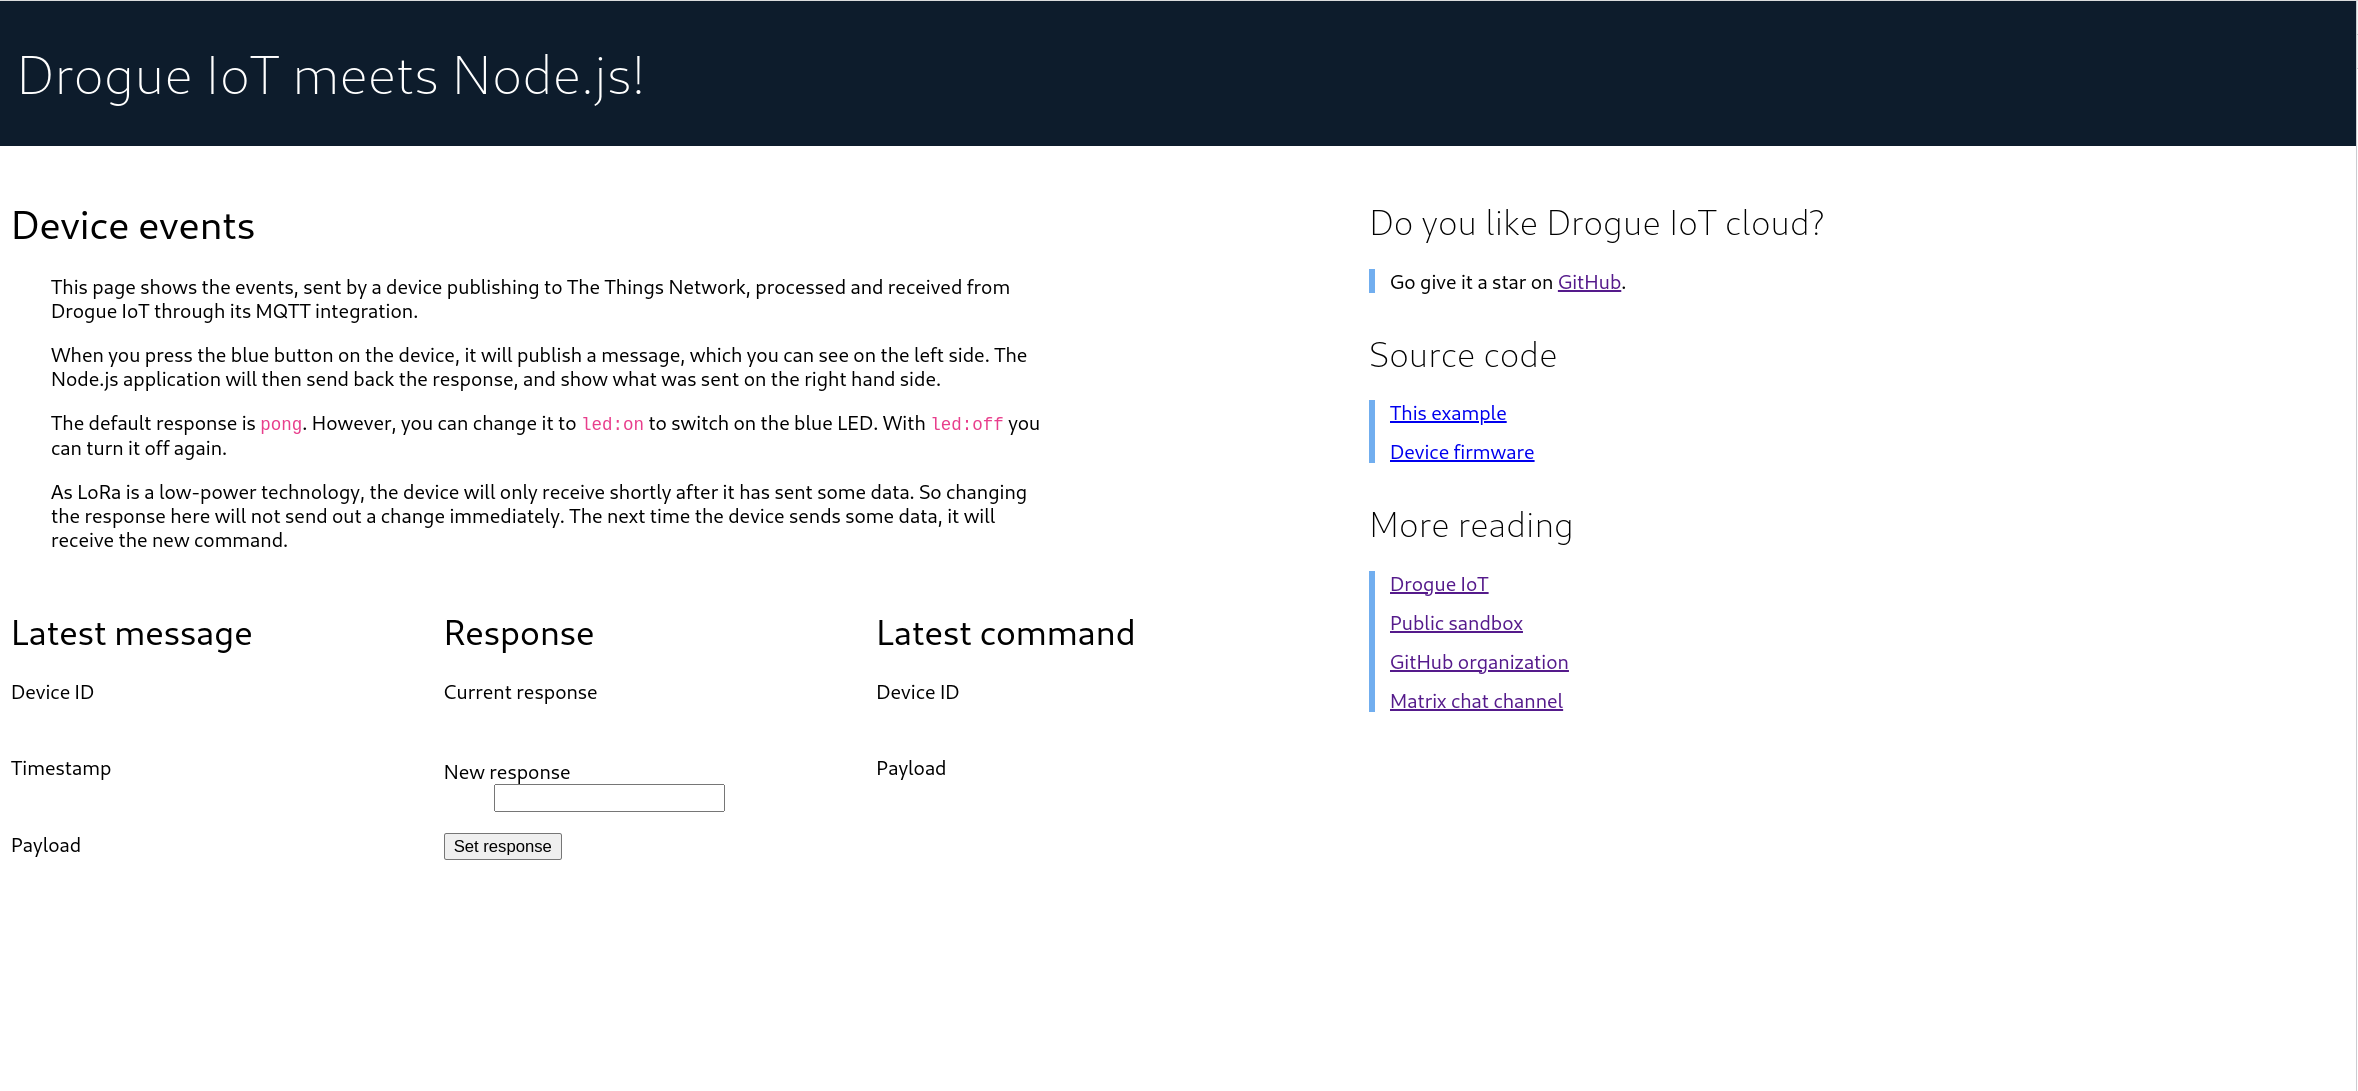 Drogue IoT meets Node.js!
Device events
This page shows the events, sent by a device publishing to The Things Network, processed and received from
Drogue IoT through its MQTT integration.
When you press the blue button on the device, it will publish a message, which you can see on the left side. The
Node.js application will then send back the response, and show what was sent on the right hand side.
The default response is pong. However, you can change it to led:on to switch on the blue LED. With led:off you
can turn it off again.
As LoRa is a low-power technology, the device will only receive shortly after it has sent some data. So changing
the response here will not send out a change immediately. The next time the device sends some data, it will
receive the new command.
Latest message
Device ID
Timestamp
Payload
Response
Current response
New response
Set response
Latest command
Device ID
Payload
Do you like Drogue IoT cloud?
Go give it a star on GitHub.
Source code
This example
Device firmware
More reading
Drogue IoT
Public sandbox
GitHub organization
Matrix chat channel